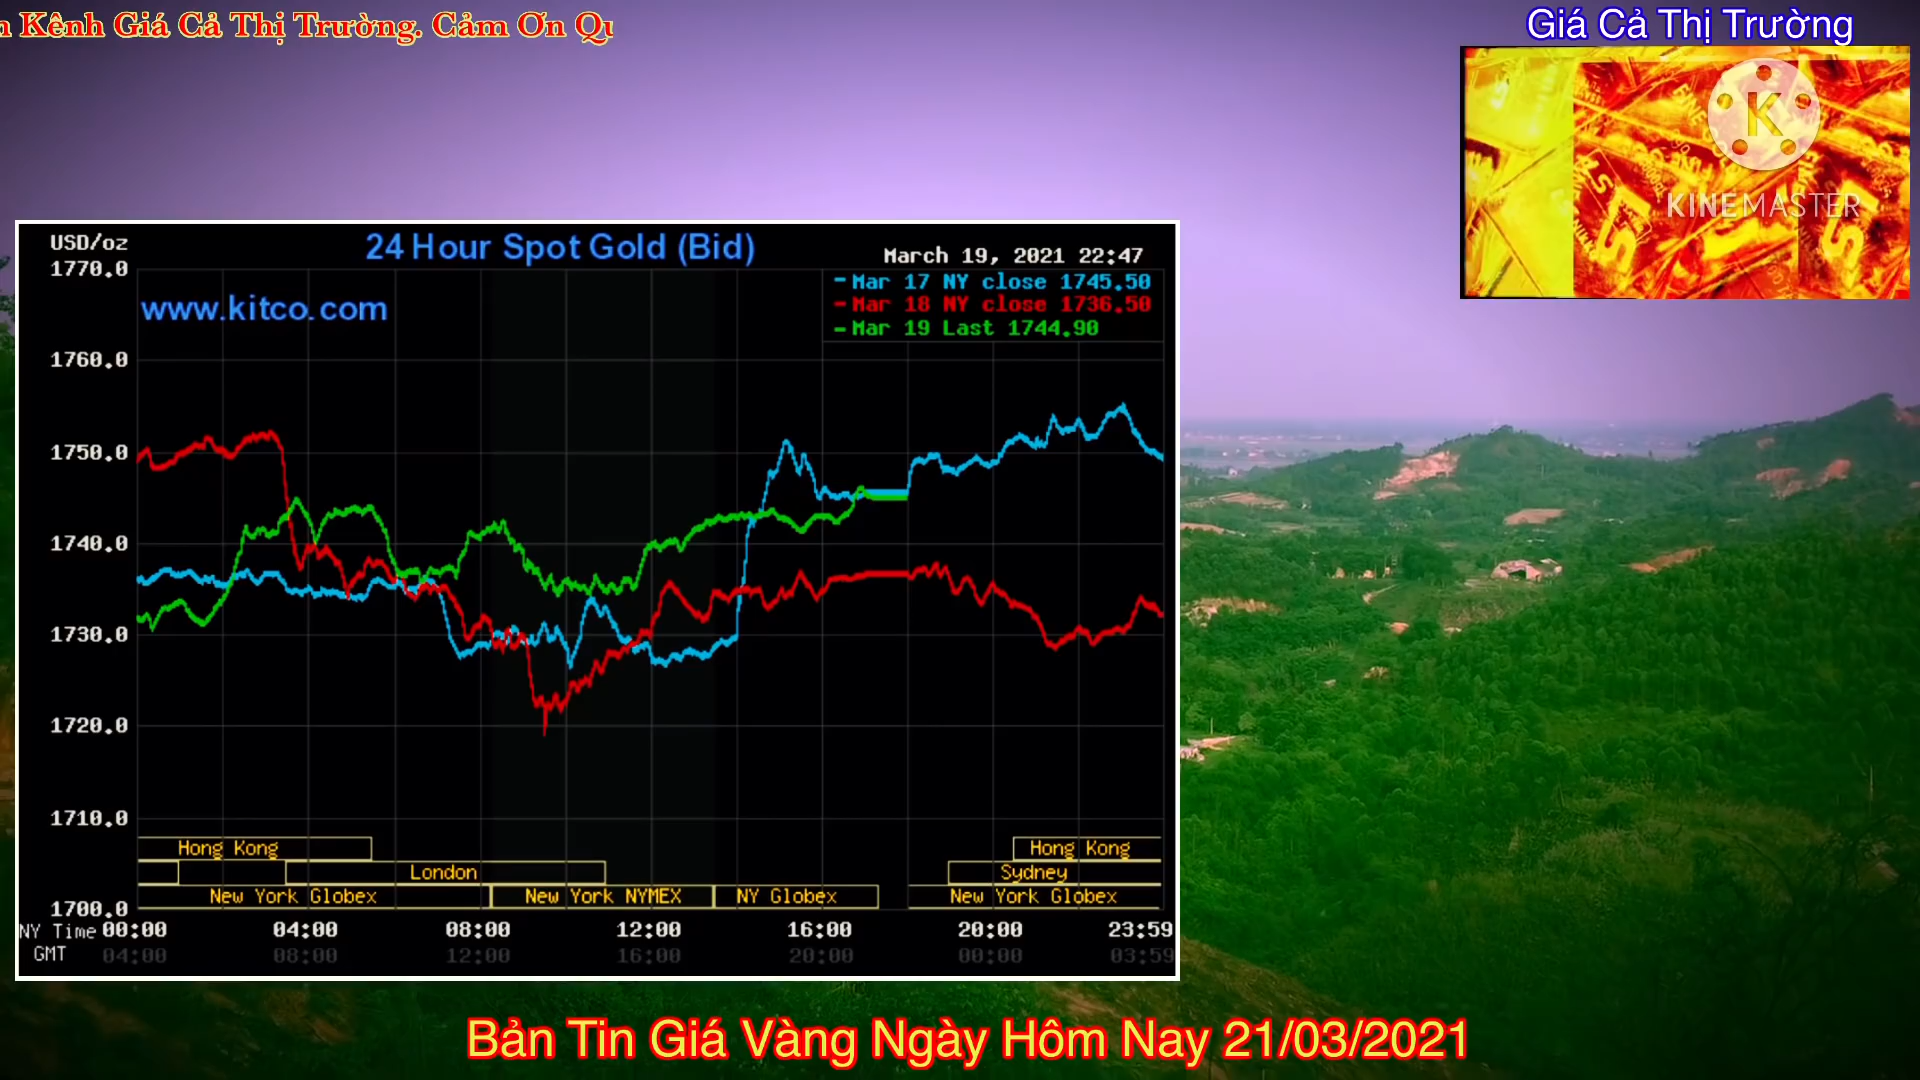 Kênh Giá Cả Thị Trường. Cảm Ơn
Giá Cả Thị Trường
K
KINEMASTER
USD/oz
24 Hour Spot Gold (Bid)
March 19, 2021 22:47
www.kitco.com
Mar 17 NY close 1745.50
Mar 18 NY close 1736.50
Mar 19 Last 1744.90
1770.0
1760.0
1750.0
1740.0
1730.0
1720.0
1710.0
1700.0
Hong Kong Hong Kong
London Sydney
New York Globex New York NYMEX NY Globex New York Globex
NY Time 00:00 04:00 08:00 12:00 16:00 20:00 23:59
GMT 04:00 08:00 12:00 16:00 20:00 00:00 03:59
Bản Tin Giá Vàng Ngày Hôm Nay 21/03/2021